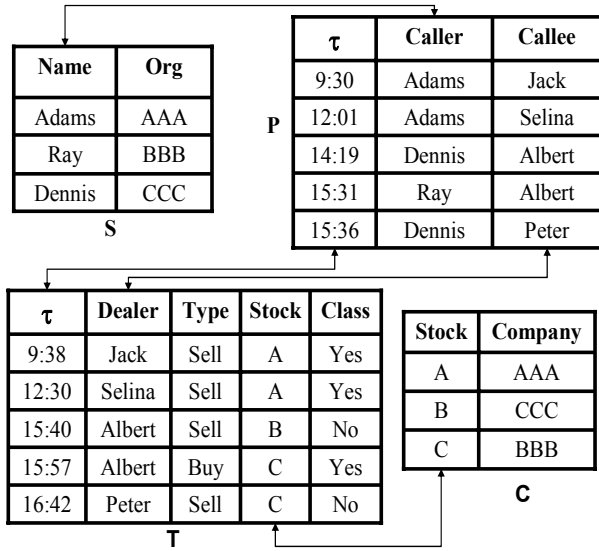 Name Org
Adams AAA
Ray BBB
Dennis CCC
S
τ Caller Callee
9:30 Adams Jack
12:01 Adams Selina
14:19 Dennis Albert
15:31 Ray Albert
15:36 Dennis Peter
P
τ Dealer Type Stock Class
9:38 Jack Sell A Yes
12:30 Selina Sell A Yes
15:40 Albert Sell B No
15:57 Albert Buy C Yes
16:42 Peter Sell C No
T
Stock Company
A AAA
B CCC
C BBB
C